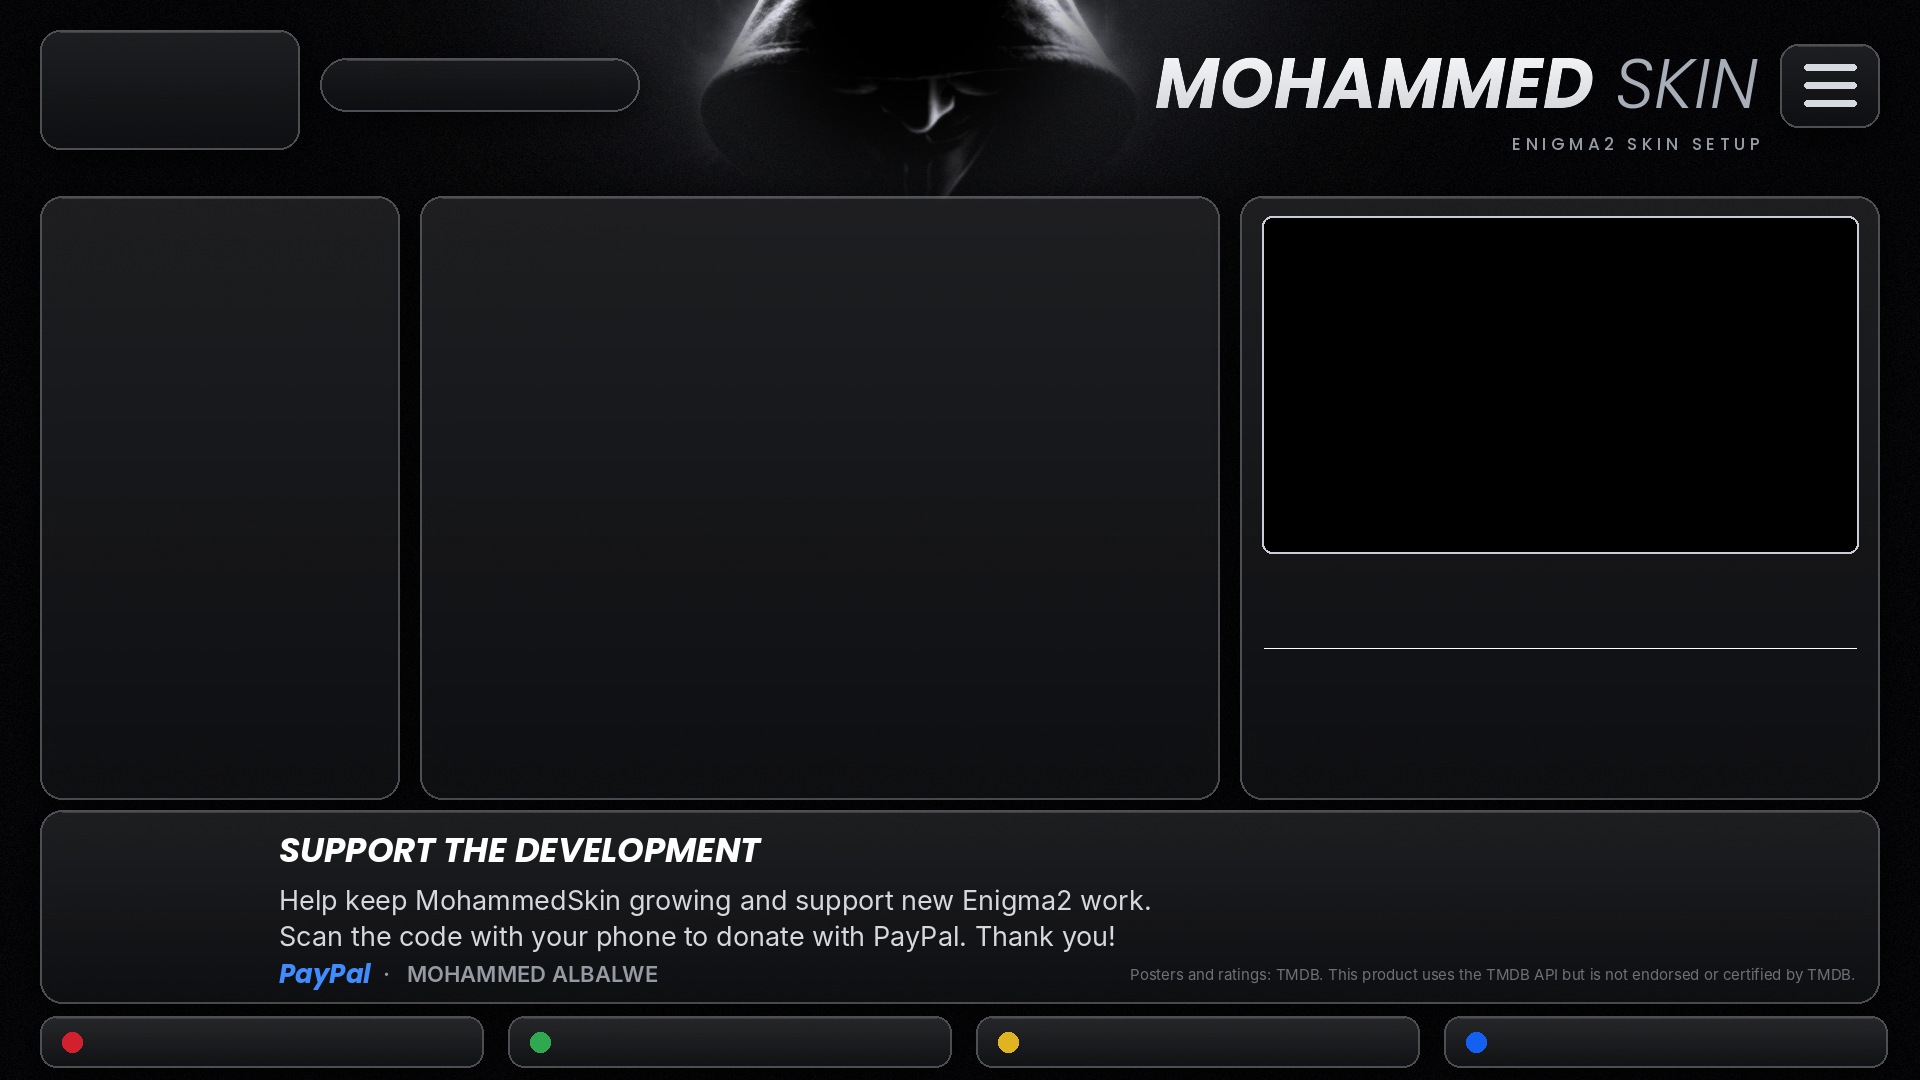 MOHAMMED SKIN
ENIGMA2 SKIN SETUP
SUPPORT THE DEVELOPMENT
Help keep MohammedSkin growing and support new Enigma2 work.
Scan the code with your phone to donate with PayPal. Thank you!
PayPal · MOHAMMED ALBALWE
Posters and ratings: TMDB. This product uses the TMDB API but is not endorsed or certified by TMDB.